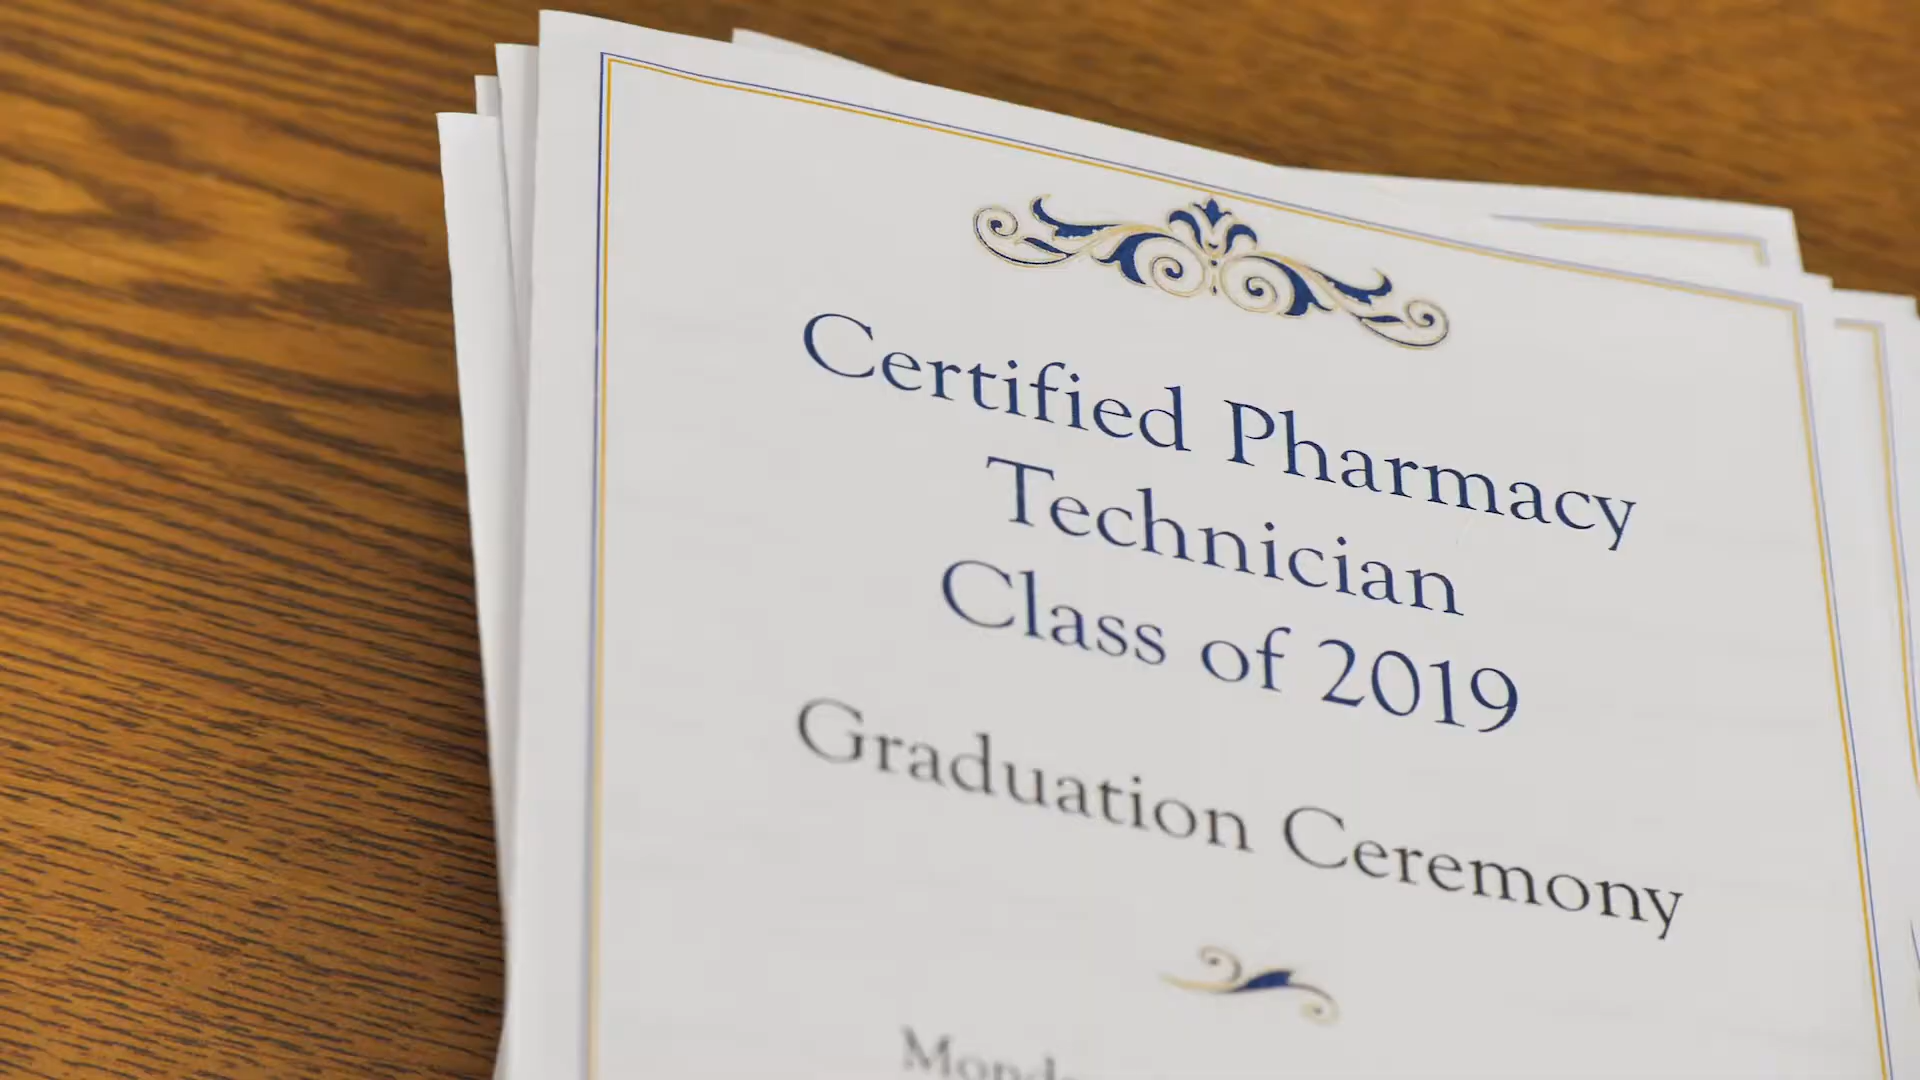 Certified Pharmacy
Technician
Class of 2019
Graduation Ceremony